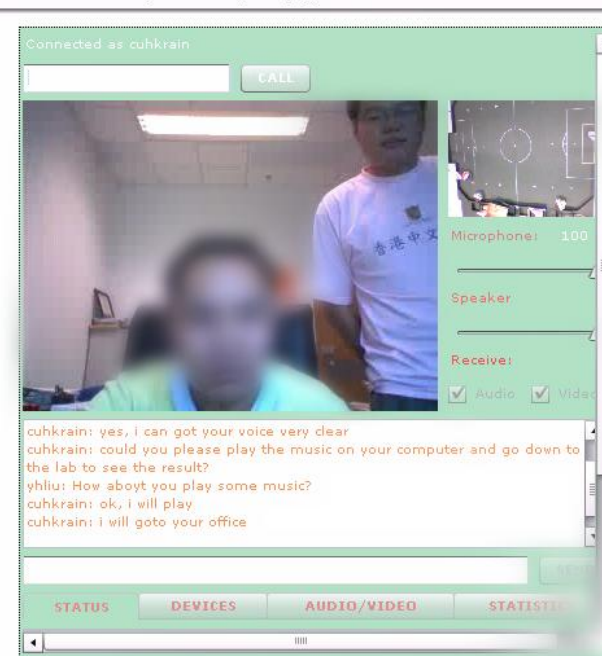 Connected as cuhkrain
CALL
香港中文
Microphone: 100
Speaker
Receive:
Audio Video
cuhkrain: yes, i can got your voice very clear
cuhkrain: could you please play the music on your computer and go down to
the lab to see the result?
yhliu: How aboyt you play some music?
cuhkrain: ok, i will play
cuhkrain: i will goto your office
SEND
STATUS DEVICES AUDIO/VIDEO